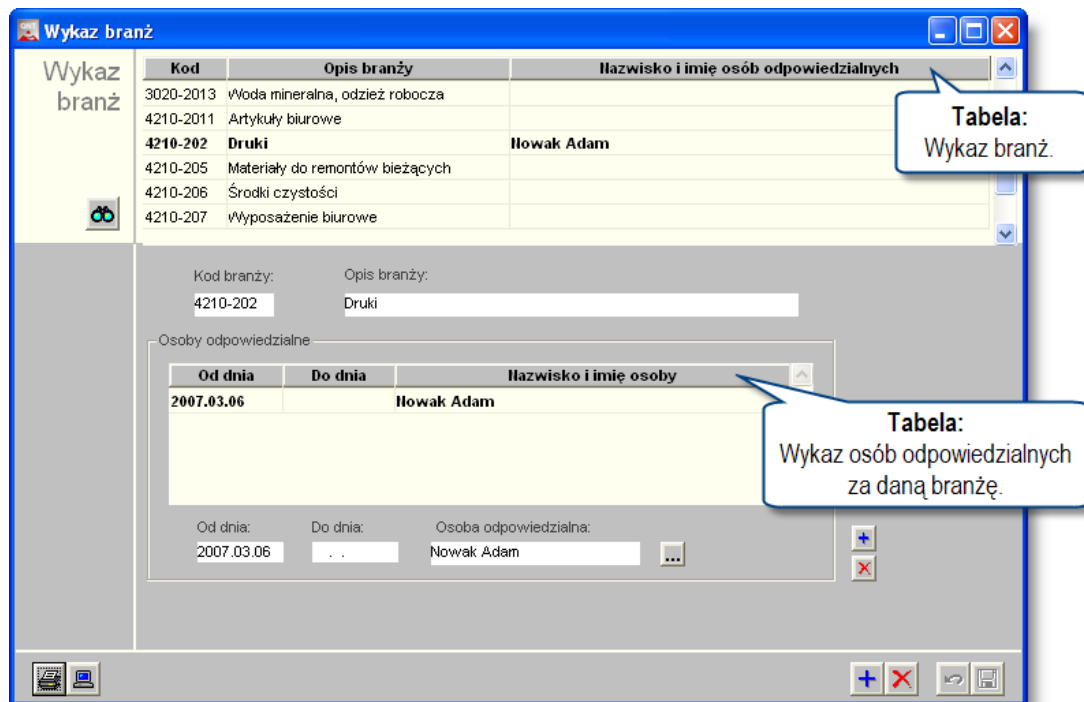 Wykaz branż
Wykaz
branż
Kod Opis branży Nazwisko i imię osób odpowiedzialnych
3020-2013 Woda mineralna, odzież robocza
4210-2011 Artykuły biurowe
4210-202 Druki Nowak Adam
4210-205 Materiały do remontów bieżących
4210-206 Środki czystości
4210-207 Wyposażenie biurowe
Tabela:
Wykaz branż.
Kod branży: Opis branży:
4210-202 Druki
Osoby odpowiedzialne
Od dnia Do dnia Nazwisko i imię osoby
2007.03.06 Nowak Adam
Tabela:
Wykaz osób odpowiedzialnych
za daną branżę.
Od dnia: Do dnia: Osoba odpowiedzialna:
2007.03.06 . . Nowak Adam ...